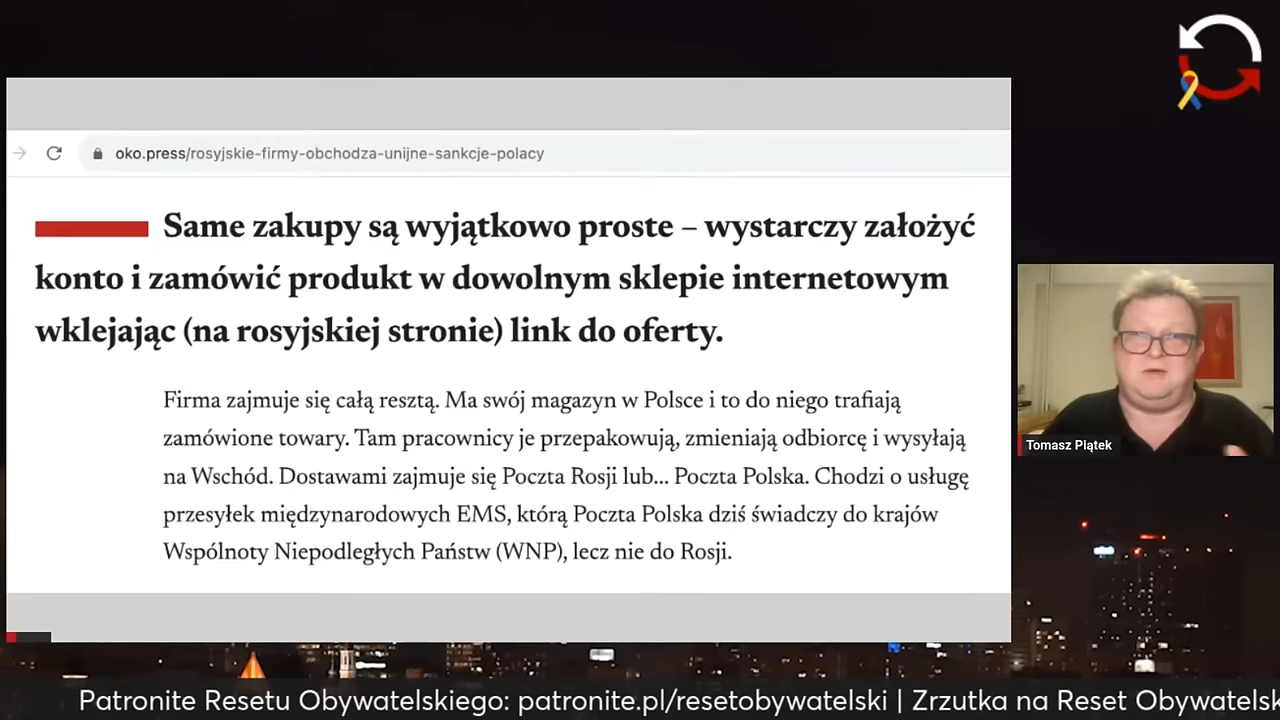 oko.press/rosyjskie-firmy-obchodza-unijne-sankcje-polacy
Same zakupy są wyjątkowo proste – wystarczy założyć
konto i zamówić produkt w dowolnym sklepie internetowym
wklejając (na rosyjskiej stronie) link do oferty.
Firma zajmuje się całą resztą. Ma swój magazyn w Polsce i to do niego trafiają
zamówione towary. Tam pracownicy je przepakowują, zmieniają odbiorcę i wysyłają
na Wschód. Dostawami zajmuje się Poczta Rosji lub... Poczta Polska. Chodzi o usługę
przesyłek międzynarodowych EMS, którą Poczta Polska dziś świadczy do krajów
Wspólnoty Niepodległych Państw (WNP), lecz nie do Rosji.
Tomasz Piątek
Patronite Resetu Obywatelskiego: patronite.pl/resetobywatelski | Zrzutka na Reset Obywatelsk